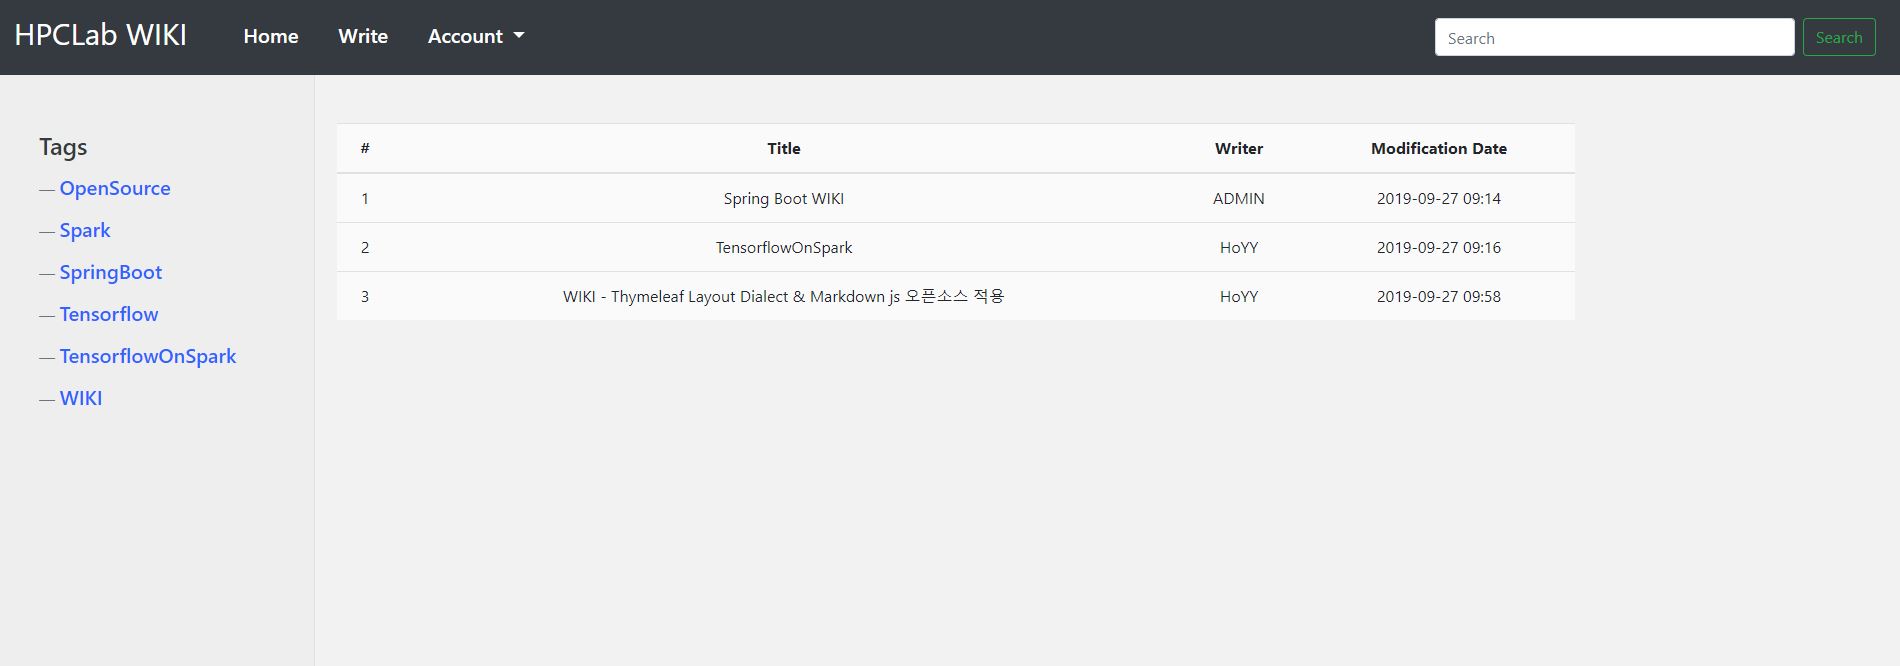 HPCLab WIKI Home Write Account Search Search
Tags
— OpenSource
— Spark
— SpringBoot
— Tensorflow
— TensorflowOnSpark
— WIKI
# Title Writer Modification Date
1 Spring Boot WIKI ADMIN 2019-09-27 09:14
2 TensorflowOnSpark HoYY 2019-09-27 09:16
3 WIKI - Thymeleaf Layout Dialect & Markdown js 오픈소스 적용 HoYY 2019-09-27 09:58